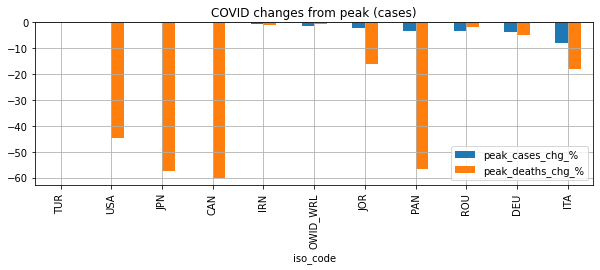 COVID changes from peak (cases)
0
−10
−20
−30
−40
−50
−60
peak_cases_chg_%
peak_deaths_chg_%
TUR
USA
JPN
CAN
IRN
OWID_WRL
JOR
PAN
ROU
DEU
ITA
iso_code